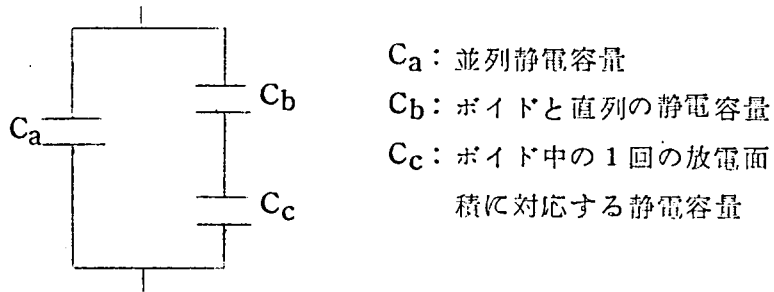 Ca
Cb
Cc
Ca：並列静電容量
Cb：ボイドと直列の静電容量
Cc：ボイド中の1回の放電面
積に対応する静電容量